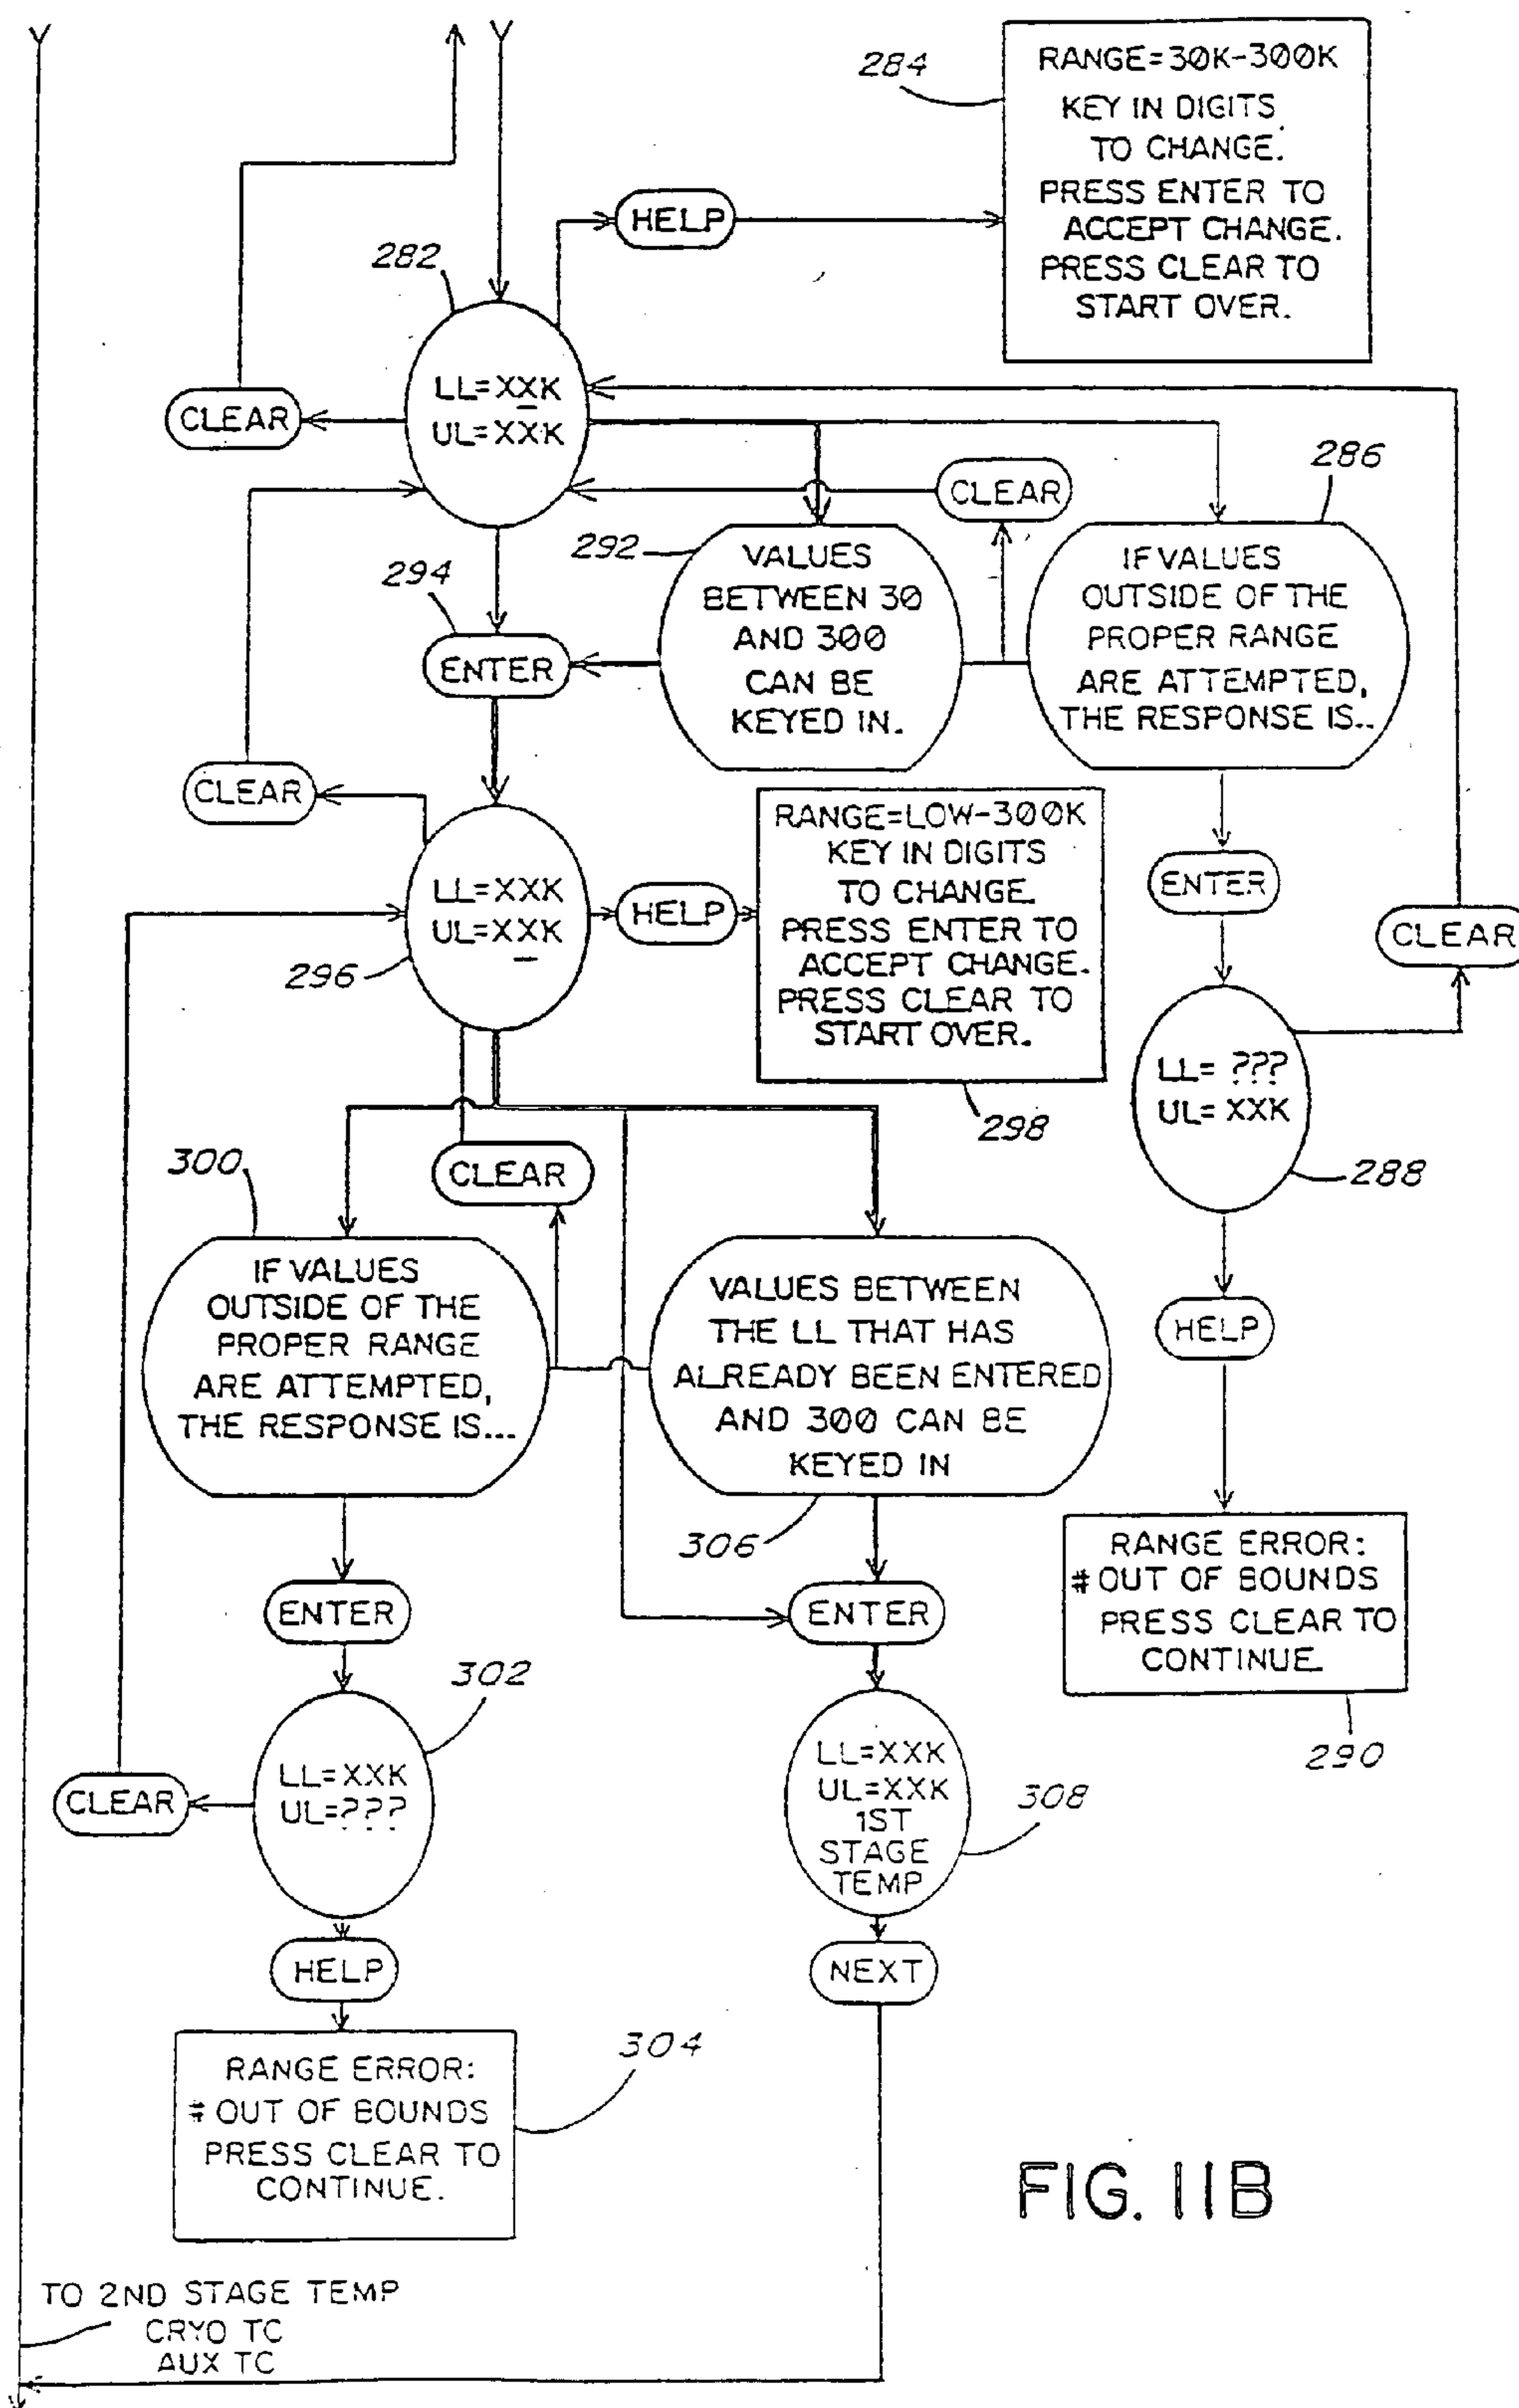 284
RANGE=30K-300K
KEY IN DIGITS
TO CHANGE.
PRESS ENTER TO
ACCEPT CHANGE.
PRESS CLEAR TO
START OVER.
HELP
282
LL=XXK
UL=XXK
CLEAR
CLEAR
286
292
VALUES
BETWEEN 30
AND 300
CAN BE
KEYED IN.
IF VALUES
OUTSIDE OF THE
PROPER RANGE
ARE ATTEMPTED,
THE RESPONSE IS..
294
ENTER
CLEAR
LL=XXK
UL=XXK
296
HELP
RANGE=LOW-300K
KEY IN DIGITS
TO CHANGE.
PRESS ENTER TO
ACCEPT CHANGE.
PRESS CLEAR TO
START OVER.
298
ENTER
CLEAR
LL= ???
UL= XXK
288
HELP
CLEAR
300
IF VALUES
OUTSIDE OF THE
PROPER RANGE
ARE ATTEMPTED,
THE RESPONSE IS...
VALUES BETWEEN
THE LL THAT HAS
ALREADY BEEN ENTERED
AND 300 CAN BE
KEYED IN
306
RANGE ERROR:
# OUT OF BOUNDS
PRESS CLEAR TO
CONTINUE.
290
ENTER
ENTER
302
LL=XXK
UL=???
CLEAR
LL=XXK
UL=XXK
1ST
STAGE
TEMP
308
HELP
NEXT
RANGE ERROR:
# OUT OF BOUNDS
PRESS CLEAR TO
CONTINUE.
304
FIG. 11B
TO 2ND STAGE TEMP
CRYO TC
AUX TC